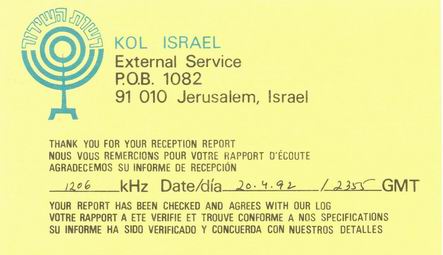 רשות השידור
KOL ISRAEL
External Service
P.O.B. 1082
91 010 Jerusalem, Israel
THANK YOU FOR YOUR RECEPTION REPORT
NOUS VOUS REMERCIONS POUR VOTRE RAPPORT D'ÉCOUTE
AGRADECEMOS SU INFORME DE RECEPCIÓN
1206 kHz Date/día 20.4.92 / 2355 GMT
YOUR REPORT HAS BEEN CHECKED AND AGREES WITH OUR LOG
VOTRE RAPPORT A ETE VERIFIE ET TROUVE CONFORME A NOS SPECIFICATIONS
SU INFORME HA SIDO VERIFICADO Y CONCUERDA CON NUESTROS DETALLES